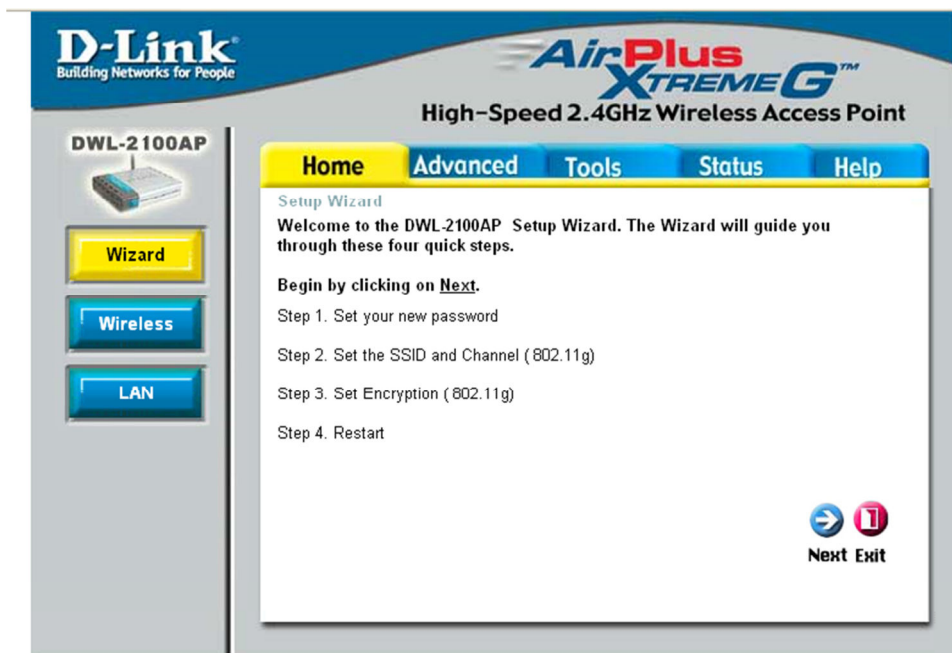 D-Link®
Building Networks for People
AirPlus
XTREME G™
High-Speed 2.4GHz Wireless Access Point
DWL-2100AP
Home Advanced Tools Status Help
Wizard
Wireless
LAN
Setup Wizard
Welcome to the DWL-2100AP Setup Wizard. The Wizard will guide you
through these four quick steps.
Begin by clicking on Next.
Step 1. Set your new password
Step 2. Set the SSID and Channel ( 802.11g)
Step 3. Set Encryption ( 802.11g)
Step 4. Restart
Next Exit